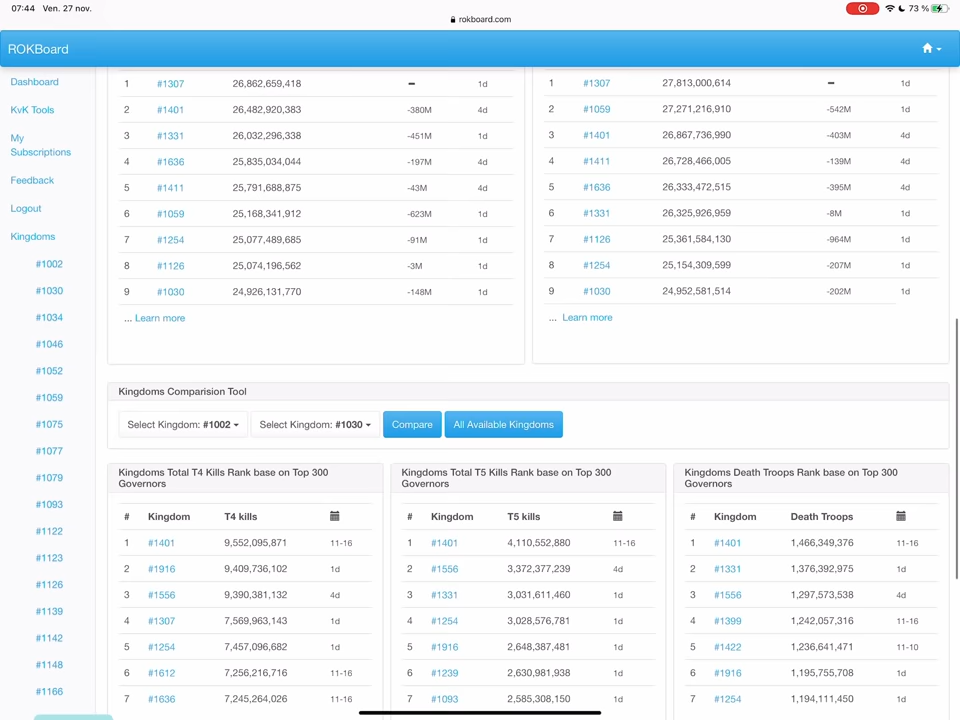 07:44 Ven. 27 nov.
73 %
rokboard.com
ROKBoard
Dashboard
KvK Tools
My
Subscriptions
Feedback
Logout
Kingdoms
#1002
#1030
#1034
#1046
#1052
#1059
#1075
#1077
#1079
#1093
#1122
#1123
#1126
#1139
#1142
#1148
#1166
1 #1307 26,862,659,418 – 1d
2 #1401 26,482,920,383 -380M 4d
3 #1331 26,032,296,338 -451M 1d
4 #1636 25,835,034,044 -197M 4d
5 #1411 25,791,688,875 -43M 4d
6 #1059 25,168,341,912 -623M 1d
7 #1254 25,077,489,685 -91M 1d
8 #1126 25,074,196,562 -3M 1d
9 #1030 24,926,131,770 -148M 1d
... Learn more
1 #1307 27,813,000,614 – 1d
2 #1059 27,271,216,910 -542M 1d
3 #1401 26,867,736,990 -403M 4d
4 #1411 26,728,466,005 -139M 4d
5 #1636 26,333,472,515 -395M 4d
6 #1331 26,325,926,959 -8M 1d
7 #1126 25,361,584,130 -964M 1d
8 #1254 25,154,309,599 -207M 1d
9 #1030 24,952,581,514 -202M 1d
... Learn more
Kingdoms Comparision Tool
Select Kingdom: #1002 Select Kingdom: #1030 Compare All Available Kingdoms
Kingdoms Total T4 Kills Rank base on Top 300
Governors
# Kingdom T4 kills
1 #1401 9,552,095,871 11-16
2 #1916 9,409,736,102 1d
3 #1556 9,390,381,132 4d
4 #1307 7,569,963,143 1d
5 #1254 7,457,096,682 1d
6 #1612 7,256,216,716 11-16
7 #1636 7,245,264,026 11-16
Kingdoms Total T5 Kills Rank base on Top 300
Governors
# Kingdom T5 kills
1 #1401 4,110,552,880 11-16
2 #1556 3,372,377,239 4d
3 #1331 3,031,611,460 1d
4 #1254 3,028,576,781 1d
5 #1916 2,648,387,481 1d
6 #1239 2,630,981,938 1d
7 #1093 2,585,308,150 1d
Kingdoms Death Troops Rank base on Top 300
Governors
# Kingdom Death Troops
1 #1401 1,466,349,376 11-16
2 #1331 1,376,392,975 1d
3 #1556 1,297,573,538 4d
4 #1399 1,242,057,316 11-16
5 #1422 1,236,641,471 11-10
6 #1916 1,195,755,708 1d
7 #1254 1,194,111,450 1d